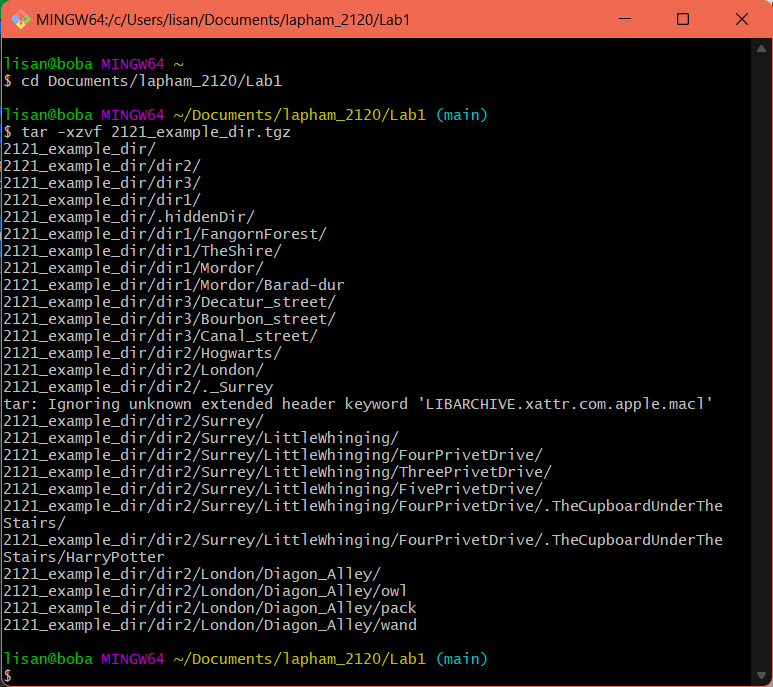 MINGW64:/c/Users/lisan/Documents/lapham_2120/Lab1
lisan@boba MINGW64 ~
$ cd Documents/lapham_2120/Lab1
lisan@boba MINGW64 ~/Documents/lapham_2120/Lab1 (main)
$ tar -xzvf 2121_example_dir.tgz
2121_example_dir/
2121_example_dir/dir2/
2121_example_dir/dir3/
2121_example_dir/dir1/
2121_example_dir/.hiddenDir/
2121_example_dir/dir1/FangornForest/
2121_example_dir/dir1/TheShire/
2121_example_dir/dir1/Mordor/
2121_example_dir/dir1/Mordor/Barad-dur
2121_example_dir/dir3/Decatur_street/
2121_example_dir/dir3/Bourbon_street/
2121_example_dir/dir3/Canal_street/
2121_example_dir/dir2/Hogwarts/
2121_example_dir/dir2/London/
2121_example_dir/dir2/._Surrey
tar: Ignoring unknown extended header keyword 'LIBARCHIVE.xattr.com.apple.macl'
2121_example_dir/dir2/Surrey/
2121_example_dir/dir2/Surrey/LittleWhinging/
2121_example_dir/dir2/Surrey/LittleWhinging/FourPrivetDrive/
2121_example_dir/dir2/Surrey/LittleWhinging/ThreePrivetDrive/
2121_example_dir/dir2/Surrey/LittleWhinging/FivePrivetDrive/
2121_example_dir/dir2/Surrey/LittleWhinging/FourPrivetDrive/.TheCupboardUnderThe
Stairs/
2121_example_dir/dir2/Surrey/LittleWhinging/FourPrivetDrive/.TheCupboardUnderThe
Stairs/HarryPotter
2121_example_dir/dir2/London/Diagon_Alley/
2121_example_dir/dir2/London/Diagon_Alley/owl
2121_example_dir/dir2/London/Diagon_Alley/pack
2121_example_dir/dir2/London/Diagon_Alley/wand
lisan@boba MINGW64 ~/Documents/lapham_2120/Lab1 (main)
$